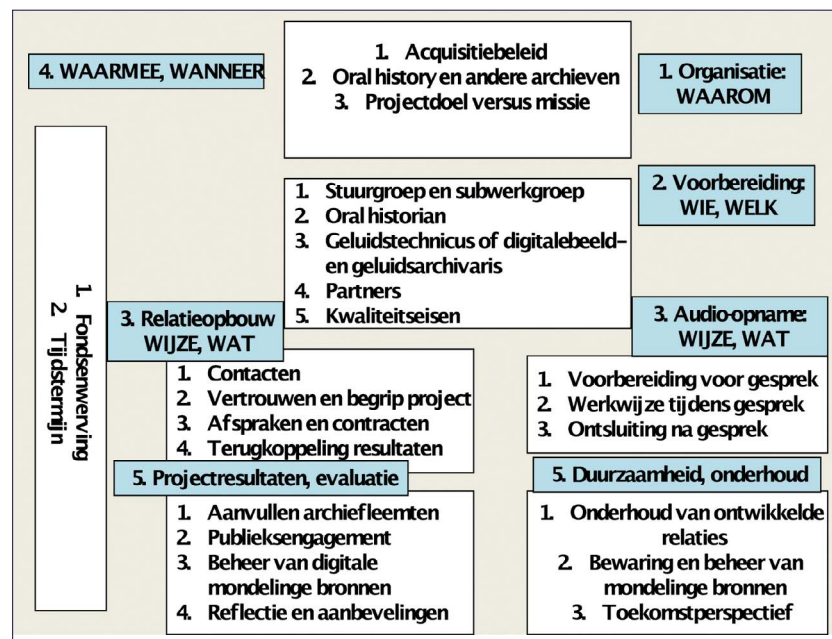 4. WAARMEE, WANNEER
1. Acquisitiebeleid
2. Oral history en andere archieven
3. Projectdoel versus missie
1. Organisatie:
WAAROM
1. Stuurgroep en subwerkgroep
2. Oral historian
3. Geluidstechnicus of digitalebeeld-
en geluidsarchivaris
4. Partners
5. Kwaliteitseisen
2. Voorbereiding:
WIE, WELK
1. Fondsenwerving
2. Tijdstermijn
3. Relatieopbouw
WIJZE, WAT
1. Contacten
2. Vertrouwen en begrip project
3. Afspraken en contracten
4. Terugkoppeling resultaten
3. Audio-opname:
WIJZE, WAT
1. Voorbereiding voor gesprek
2. Werkwijze tijdens gesprek
3. Ontsluiting na gesprek
5. Projectresultaten, evaluatie
1. Aanvullen archiefleemten
2. Publieksengagement
3. Beheer van digitale
mondelinge bronnen
4. Reflectie en aanbevelingen
5. Duurzaamheid, onderhoud
1. Onderhoud van ontwikkelde
relaties
2. Bewaring en beheer van
mondelinge bronnen
3. Toekomstperspectief